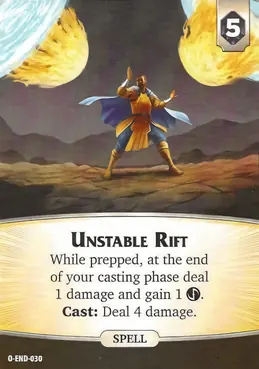 5
UNSTABLE RIFT
While prepped, at the end
of your casting phase deal
1 damage and gain 1 .
Cast: Deal 4 damage.
SPELL
O-END-030